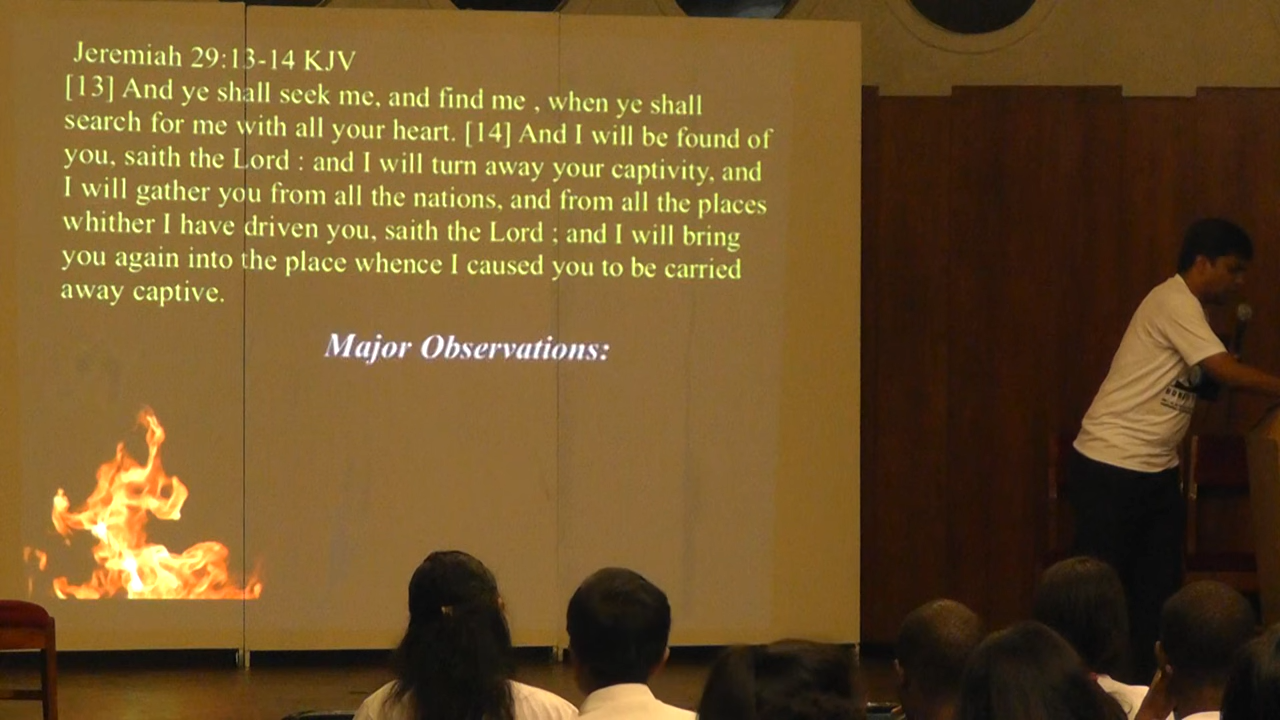 Jeremiah 29:13-14 KJV
[13] And ye shall seek me, and find me , when ye shall
search for me with all your heart. [14] And I will be found of
you, saith the Lord : and I will turn away your captivity, and
I will gather you from all the nations, and from all the places
whither I have driven you, saith the Lord ; and I will bring
you again into the place whence I caused you to be carried
away captive.
Major Observations: